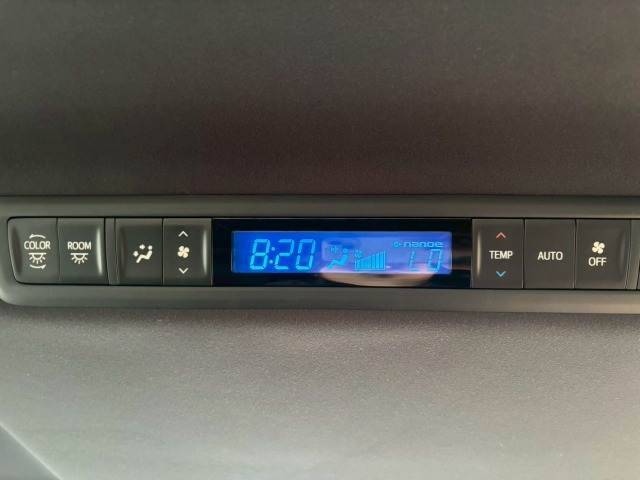 COLOR
ROOM
8:20
nanoe
LO
TEMP
AUTO
OFF